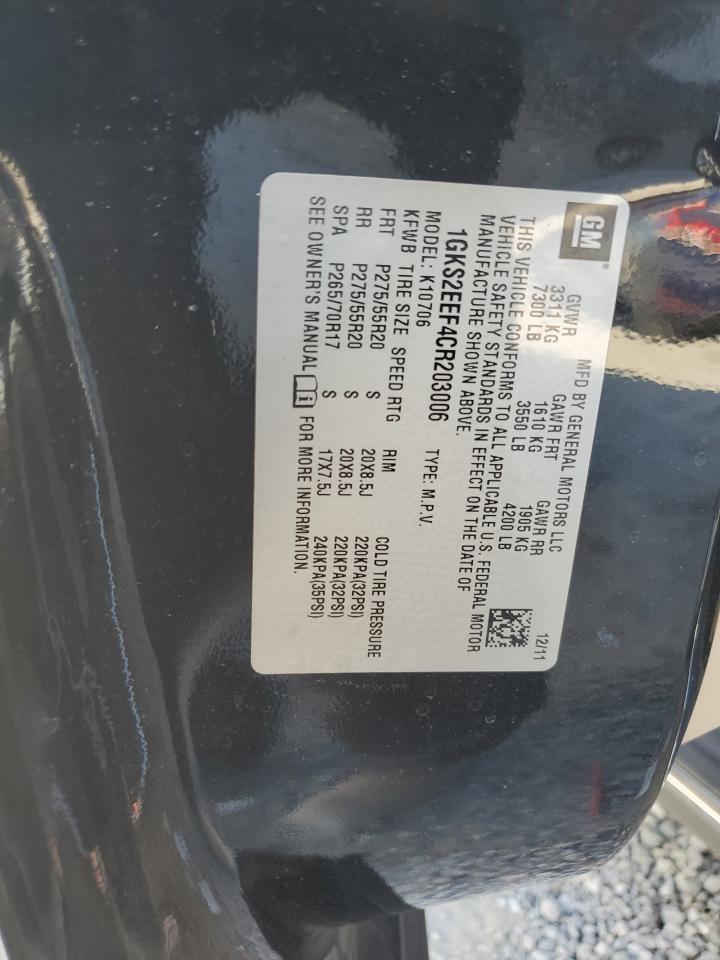 GM®
MFD BY GENERAL MOTORS LLC 12/11
GVWR GAWR FRT GAWR RR
3311 KG 1610 KG 1905 KG
7300 LB 3550 LB 4200 LB
THIS VEHICLE CONFORMS TO ALL APPLICABLE U.S. FEDERAL MOTOR
VEHICLE SAFETY STANDARDS IN EFFECT ON THE DATE OF
MANUFACTURE SHOWN ABOVE.
1GKS2EEF4CR203006 TYPE: M.P.V.
MODEL: K10706
KFWB TIRE SIZE SPEED RTG RIM COLD TIRE PRESSURE
FRT P275/55R20 S 20X8.5J 220KPA(32PSI)
RR P275/55R20 S 20X8.5J 220KPA(32PSI)
SPA P265/70R17 S 17X7.5J 240KPA(35PSI)
SEE OWNER'S MANUAL FOR MORE INFORMATION.